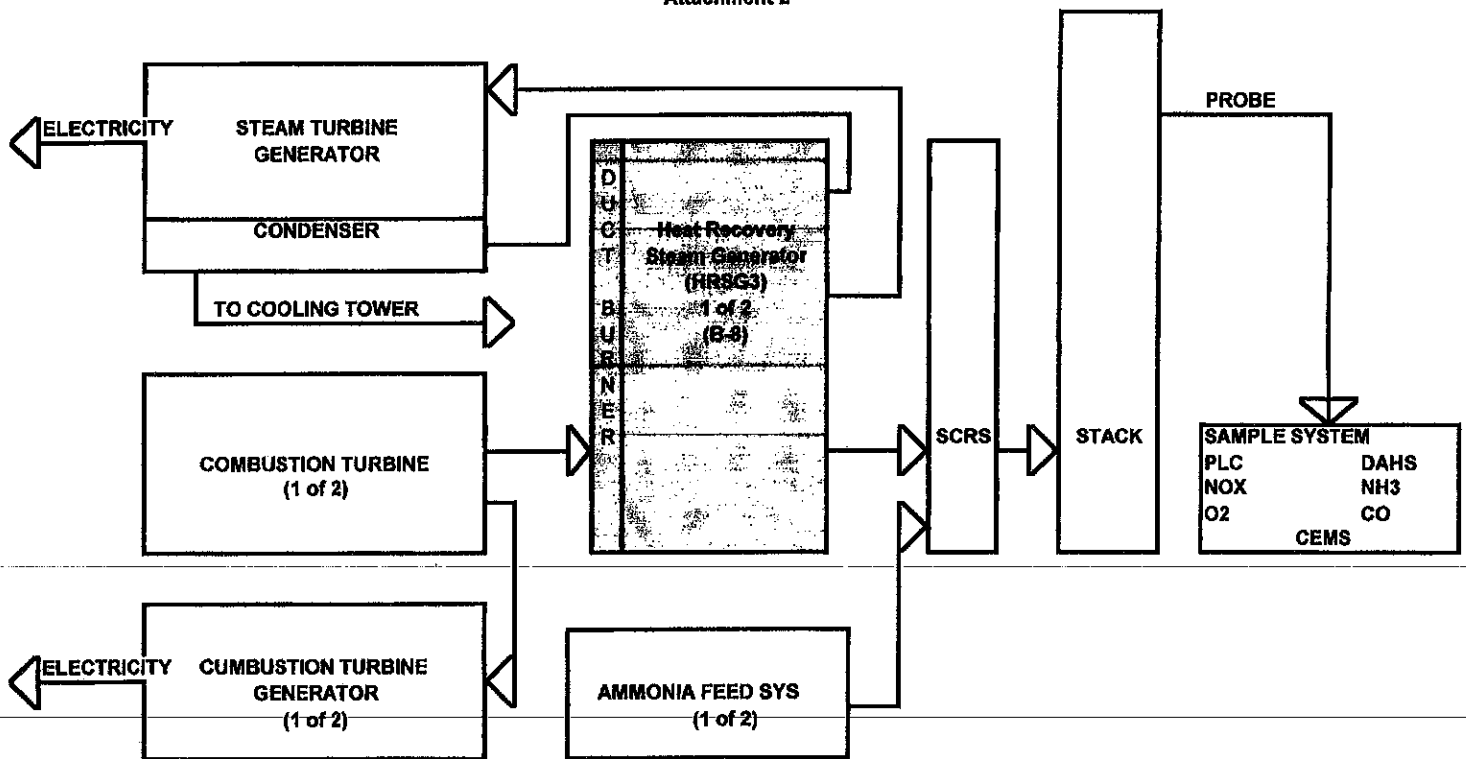 Attachment 2
ELECTRICITY
STEAM TURBINE
GENERATOR
CONDENSER
TO COOLING TOWER
DUCT BURNER
Heat Recovery
Steam Generator
(HRSG3)
1 of 2
(B-8)
PROBE
COMBUSTION TURBINE
(1 of 2)
SCRS
STACK
SAMPLE SYSTEM
PLC DAHS
NOX NH3
O2 CO
CEMS
ELECTRICITY
CUMBUSTION TURBINE
GENERATOR
(1 of 2)
AMMONIA FEED SYS
(1 of 2)